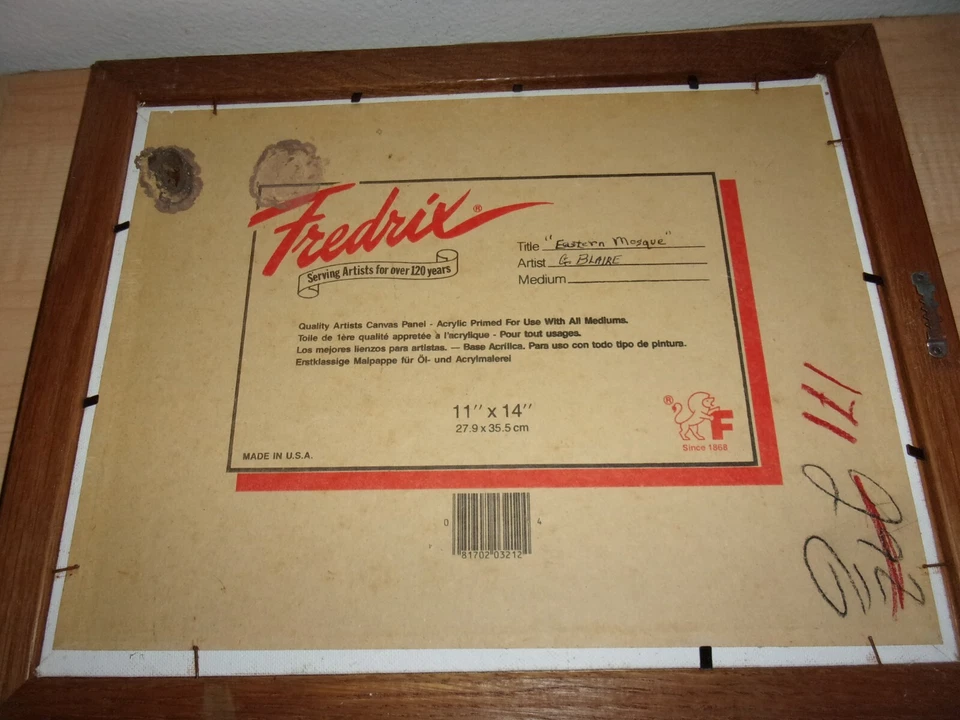 Fredrix®
Serving Artists for over 120 years
Title "Eastern Mosque"
Artist G. BLAIRE
Medium
Quality Artists Canvas Panel - Acrylic Primed For Use With All Mediums.
Toile de 1ère qualité appretée a l'acrylique - Pour tout usages.
Los mejores lienzos para artistas. — Base Acrilica. Para uso con todo tipo de pintura.
Erstklassige Malpappe für Öl- und Acrylmalerei
11" x 14"
27.9 x 35.5 cm
® F
Since 1868
MADE IN U.S.A.
0 81702 03212 4
171